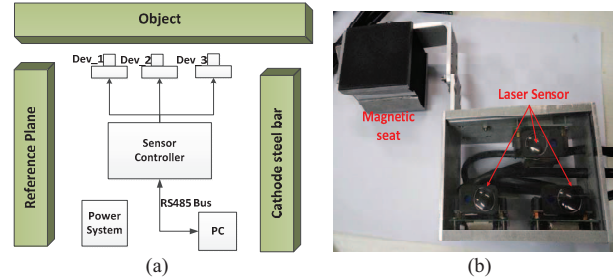 Object
Dev_1
Dev_2
Dev_3
Reference Plane
Sensor
Controller
Cathode steel bar
RS485 Bus
Power
System
PC
(a)
Laser Sensor
Magnetic
seat
(b)